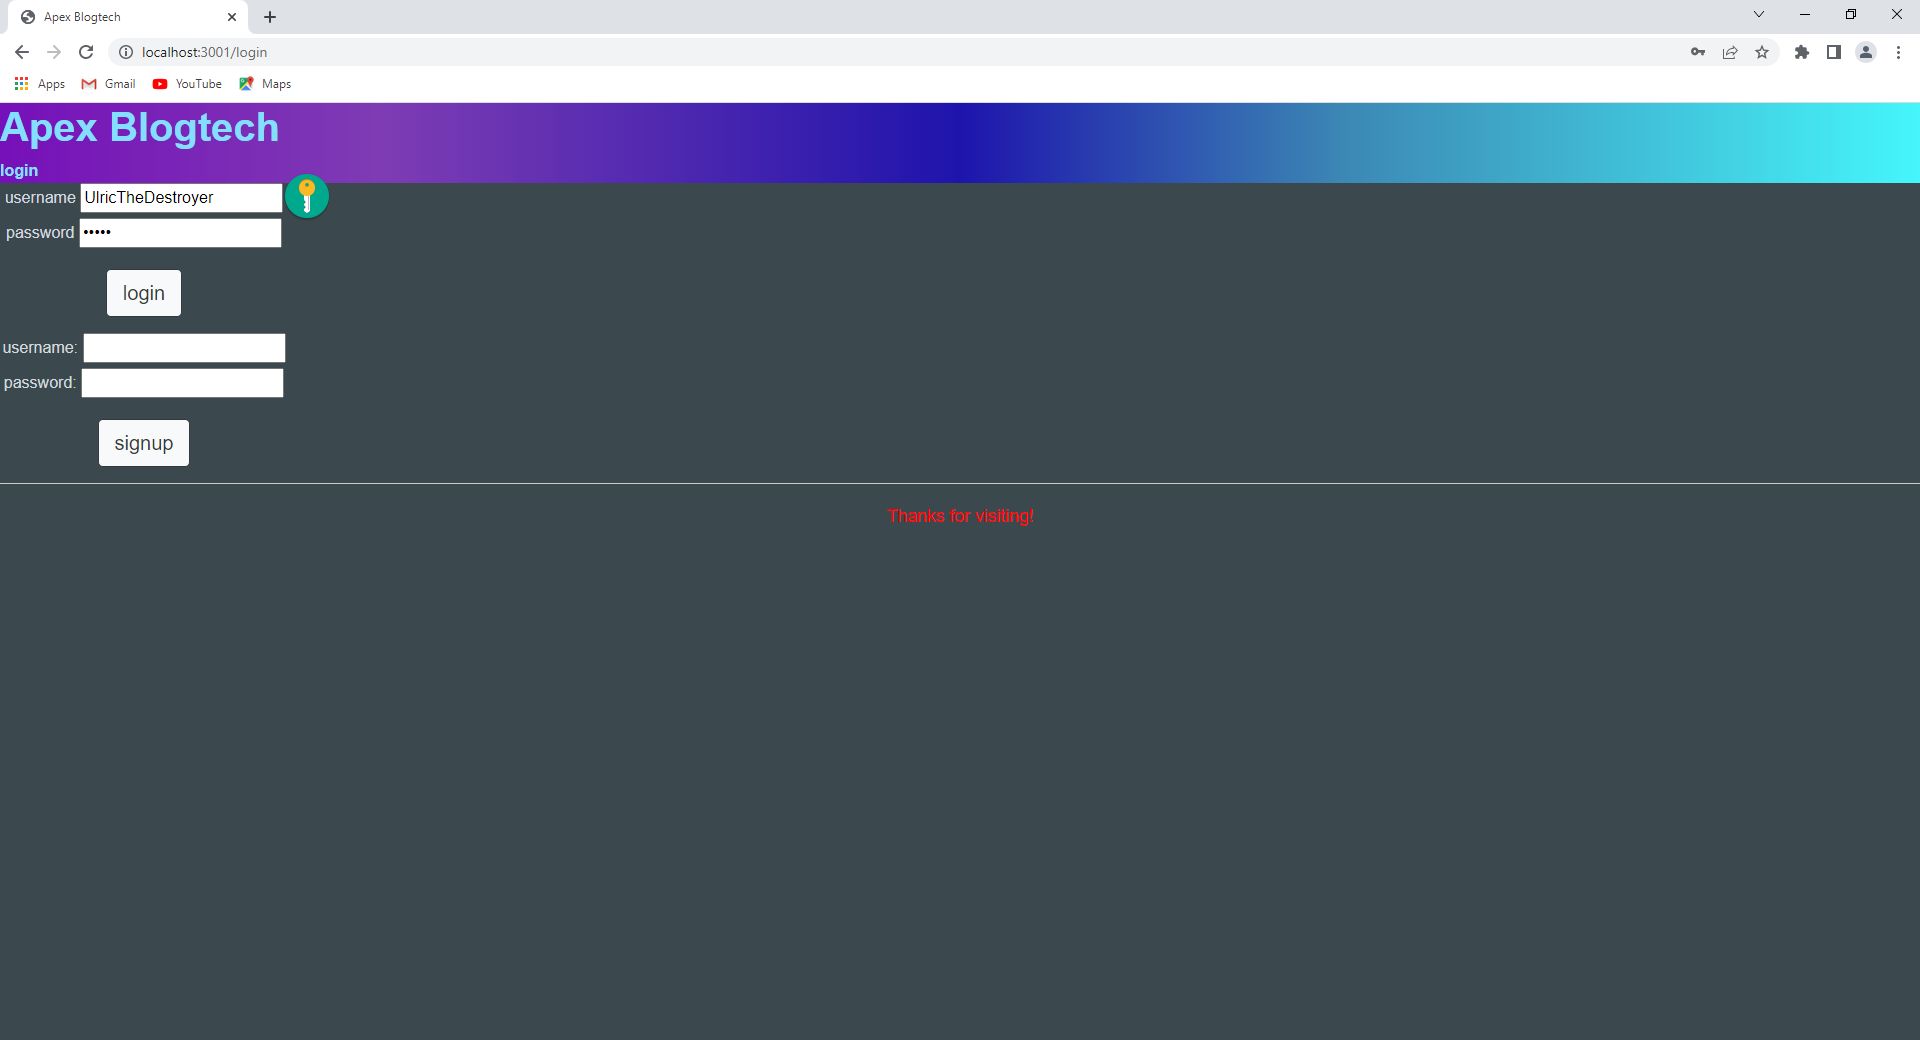 Apex Blogtech
localhost:3001/login
Apps Gmail YouTube Maps
Apex Blogtech
login
username UlricTheDestroyer
password •••••
login
username:
password:
signup
Thanks for visiting!